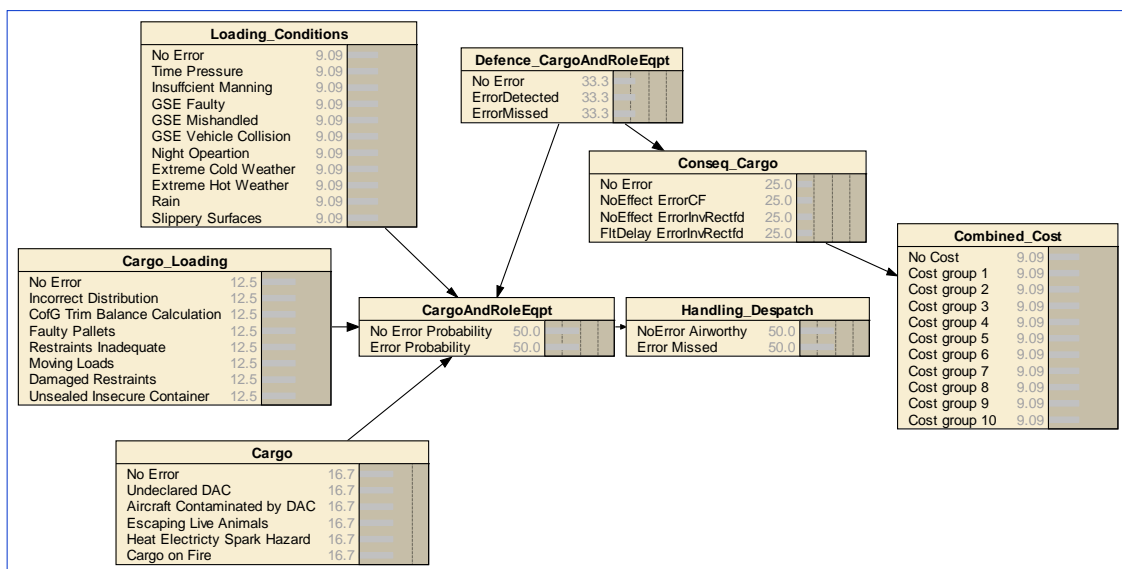 Loading_Conditions
No Error 9.09
Time Pressure 9.09
Insuffcient Manning 9.09
GSE Faulty 9.09
GSE Mishandled 9.09
GSE Vehicle Collision 9.09
Night Opeartion 9.09
Extreme Cold Weather 9.09
Extreme Hot Weather 9.09
Rain 9.09
Slippery Surfaces 9.09
Defence_CargoAndRoleEqpt
No Error 33.3
ErrorDetected 33.3
ErrorMissed 33.3
Conseq_Cargo
No Error 25.0
NoEffect ErrorCF 25.0
NoEffect ErrorInvRectfd 25.0
FltDelay ErrorInvRectfd 25.0
Combined_Cost
No Cost 9.09
Cost group 1 9.09
Cost group 2 9.09
Cost group 3 9.09
Cost group 4 9.09
Cost group 5 9.09
Cost group 6 9.09
Cost group 7 9.09
Cost group 8 9.09
Cost group 9 9.09
Cost group 10 9.09
Cargo_Loading
No Error 12.5
Incorrect Distribution 12.5
CofG Trim Balance Calculation 12.5
Faulty Pallets 12.5
Restraints Inadequate 12.5
Moving Loads 12.5
Damaged Restraints 12.5
Unsealed Insecure Container 12.5
CargoAndRoleEqpt
No Error Probability 50.0
Error Probability 50.0
Handling_Despatch
NoError Airworthy 50.0
Error Missed 50.0
Cargo
No Error 16.7
Undeclared DAC 16.7
Aircraft Contaminated by DAC 16.7
Escaping Live Animals 16.7
Heat Electricty Spark Hazard 16.7
Cargo on Fire 16.7